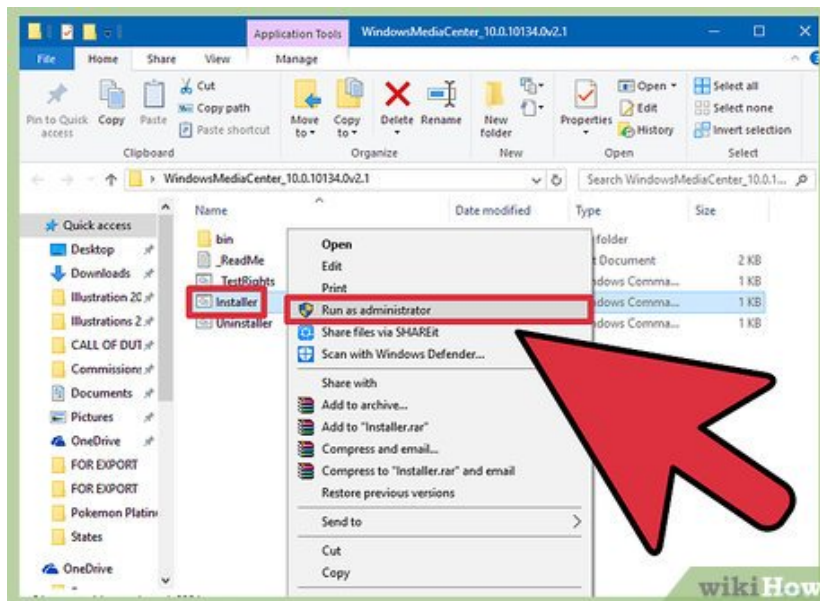 Application Tools WindowsMediaCenter_10.0.10134.0v2.1
File Home Share View Manage
Pin to Quick access
Copy
Paste
Cut
Copy path
Paste shortcut
Move to
Copy to
Delete
Rename
New folder
Properties
Open
Edit
History
Select all
Select none
Invert selection
Clipboard Organize New Open Select
WindowsMediaCenter_10.0.10134.0v2.1 Search WindowsMediaCenter_10.0.1...
Name Date modified Type Size
Quick access
Desktop
Downloads
Illustration 20
Illustrations 2
CALL OF DUT
Commissions
Documents
Pictures
OneDrive
FOR EXPORT
FOR EXPORT
Pokemon Platin
States
OneDrive
bin
_ReadMe
_TestRights
Installer
Uninstaller
folder
Document 2 KB
dows Comma... 1 KB
dows Comma... 1 KB
dows Comma... 1 KB
Open
Edit
Print
Run as administrator
Share files via SHAREit
Scan with Windows Defender...
Share with
Add to archive...
Add to "Installer.rar"
Compress and email...
Compress to "Installer.rar" and email
Restore previous versions
Send to
Cut
Copy
wikiHow